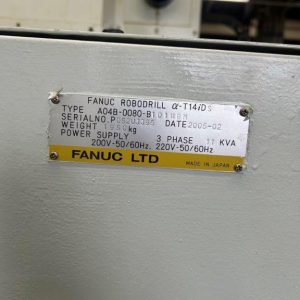 FANUC ROBODRILL α-T14iDs
TYPE A04B-0080-B101
SERIAL NO. DATE 2005-02
WEIGHT kg
POWER SUPPLY 3 PHASE 11 KVA
200V-50/60Hz, 220V-50/60Hz
FANUC LTD
MADE IN JAPAN